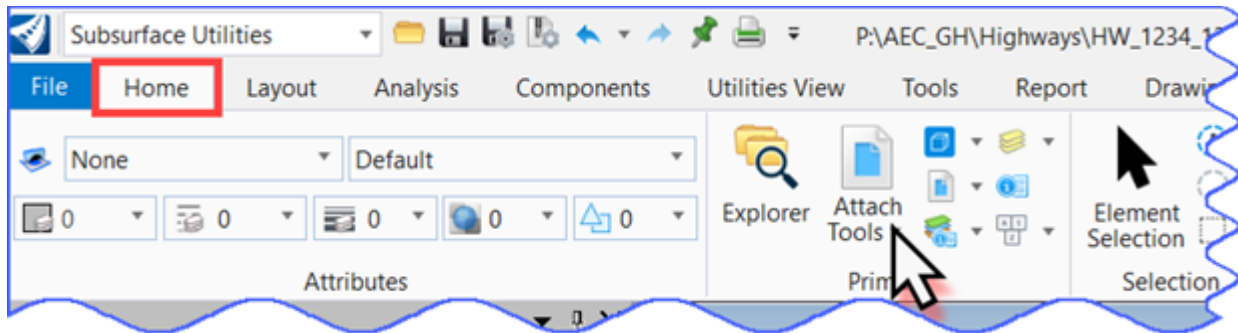 Subsurface Utilities P:\AEC_GH\Highways\HW_1234_
File Home Layout Analysis Components Utilities View Tools Report
None Default Explorer Attach Tools Element Selection
0 0 0 0 0
Attributes Selection